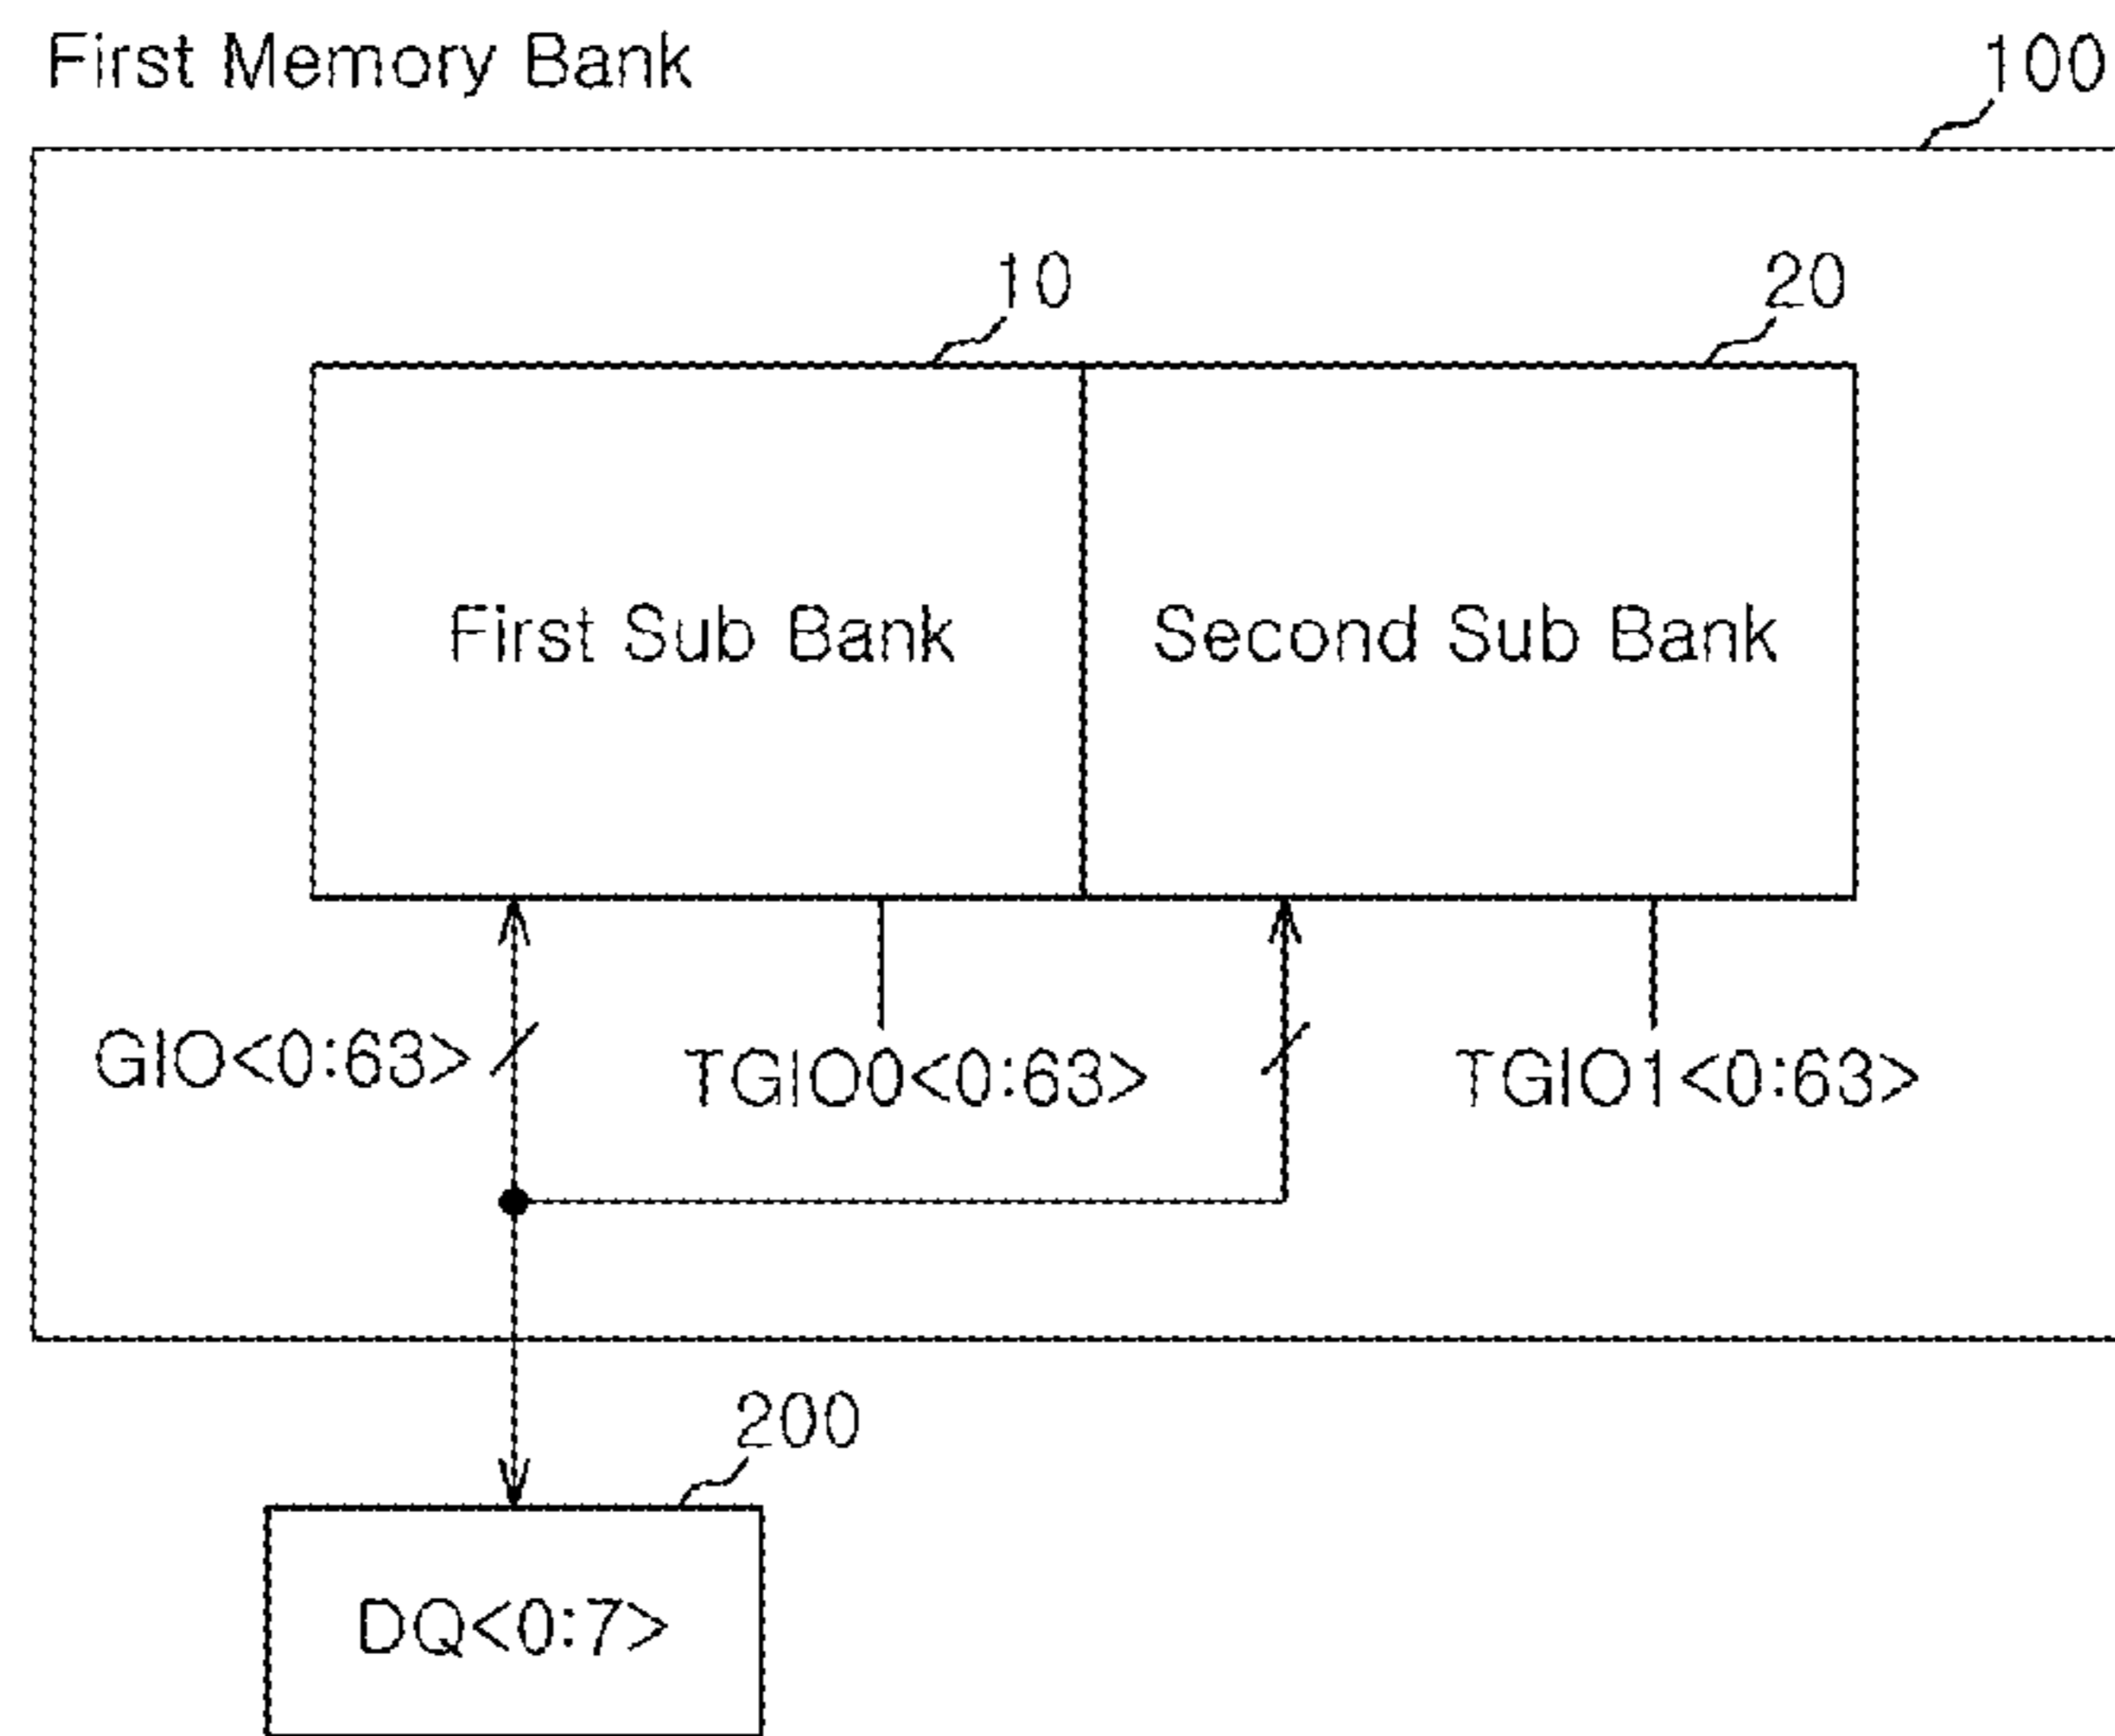 First Memory Bank
100
10
20
First Sub Bank
Second Sub Bank
GIO<0:63>
TGIO0<0:63>
TGIO1<0:63>
200
DQ<0:7>